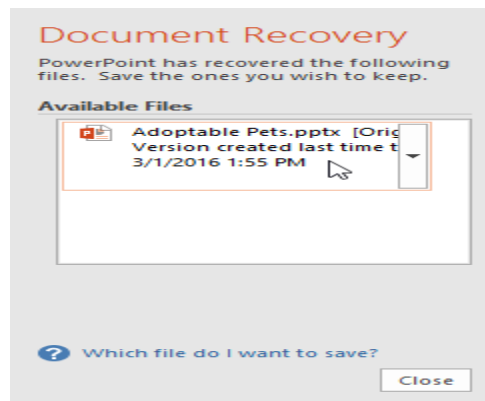 Document Recovery
PowerPoint has recovered the following
files. Save the ones you wish to keep.
Available Files
Adoptable Pets.pptx [Orig
Version created last time t
3/1/2016 1:55 PM
Which file do I want to save?
Close